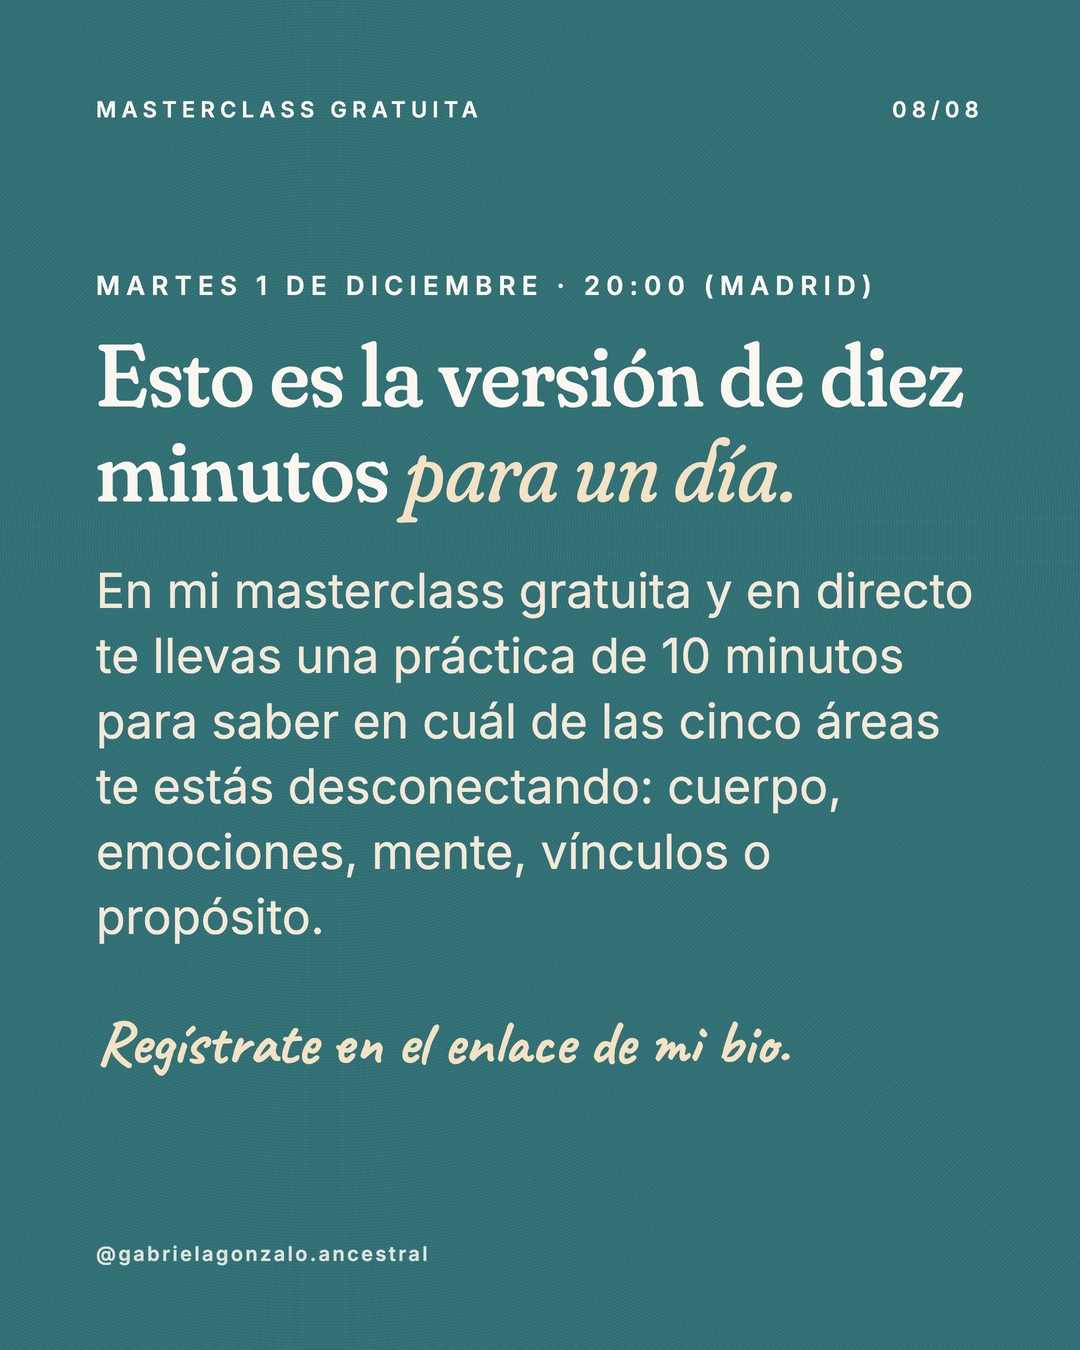 MASTERCLASS GRATUITA
08/08
MARTES 1 DE DICIEMBRE · 20:00 (MADRID)
Esto es la versión de diez
minutos para un día.
En mi masterclass gratuita y en directo
te llevas una práctica de 10 minutos
para saber en cuál de las cinco áreas
te estás desconectando: cuerpo,
emociones, mente, vínculos o
propósito.
Regístrate en el enlace de mi bio.
@gabrielagonzalo.ancestral